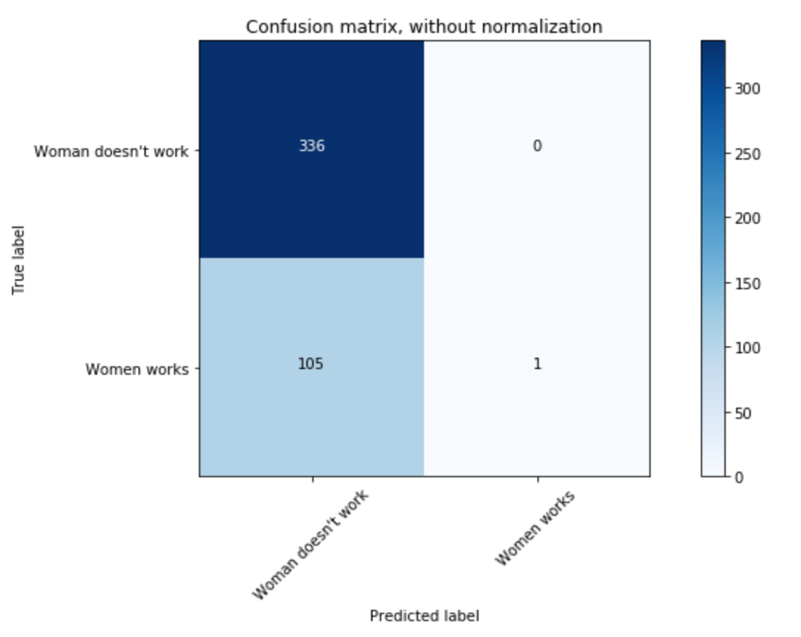 Confusion matrix, without normalization
True label
Woman doesn't work
336
0
Women works
105
1
Woman doesn't work
Women works
Predicted label
300
250
200
150
100
50
0